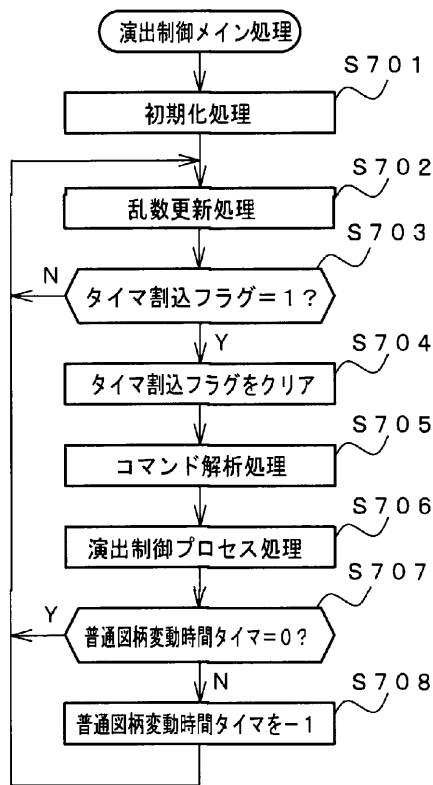 演出制御メイン処理
S701
初期化処理
S702
乱数更新処理
S703
N
タイマ割込フラグ=1?
Y
S704
タイマ割込フラグをクリア
S705
コマンド解析処理
S706
演出制御プロセス処理
S707
Y
普通図柄変動時間タイマ=0?
N
S708
普通図柄変動時間タイマを−1